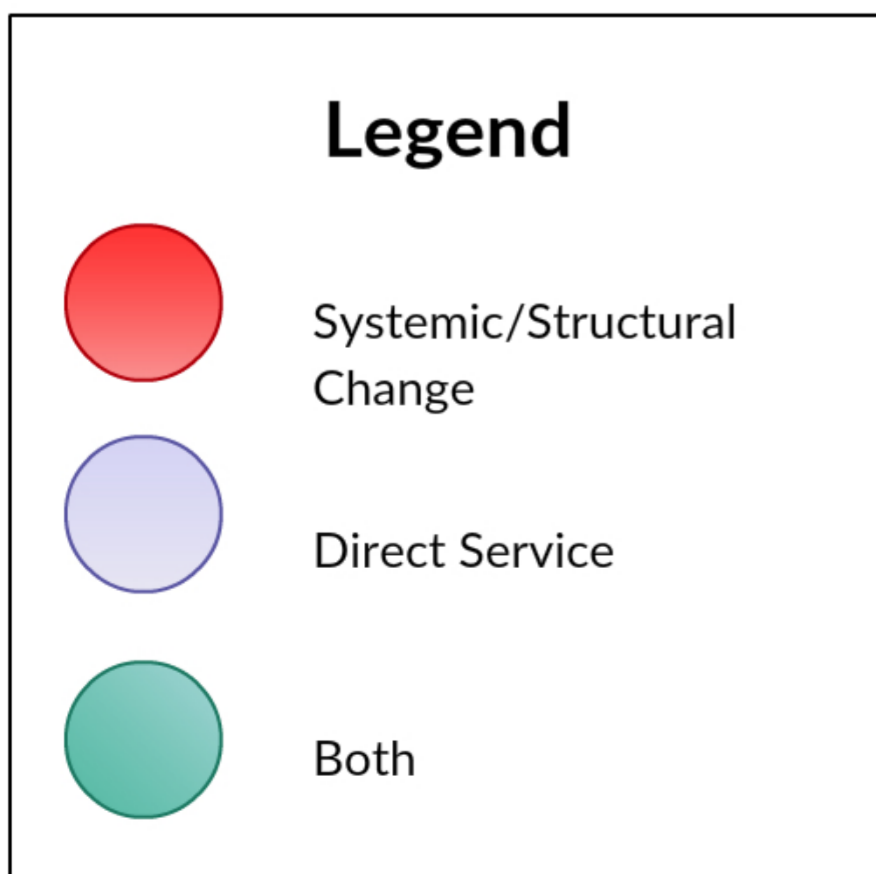 Legend
Systemic/Structural
Change
Direct Service
Both